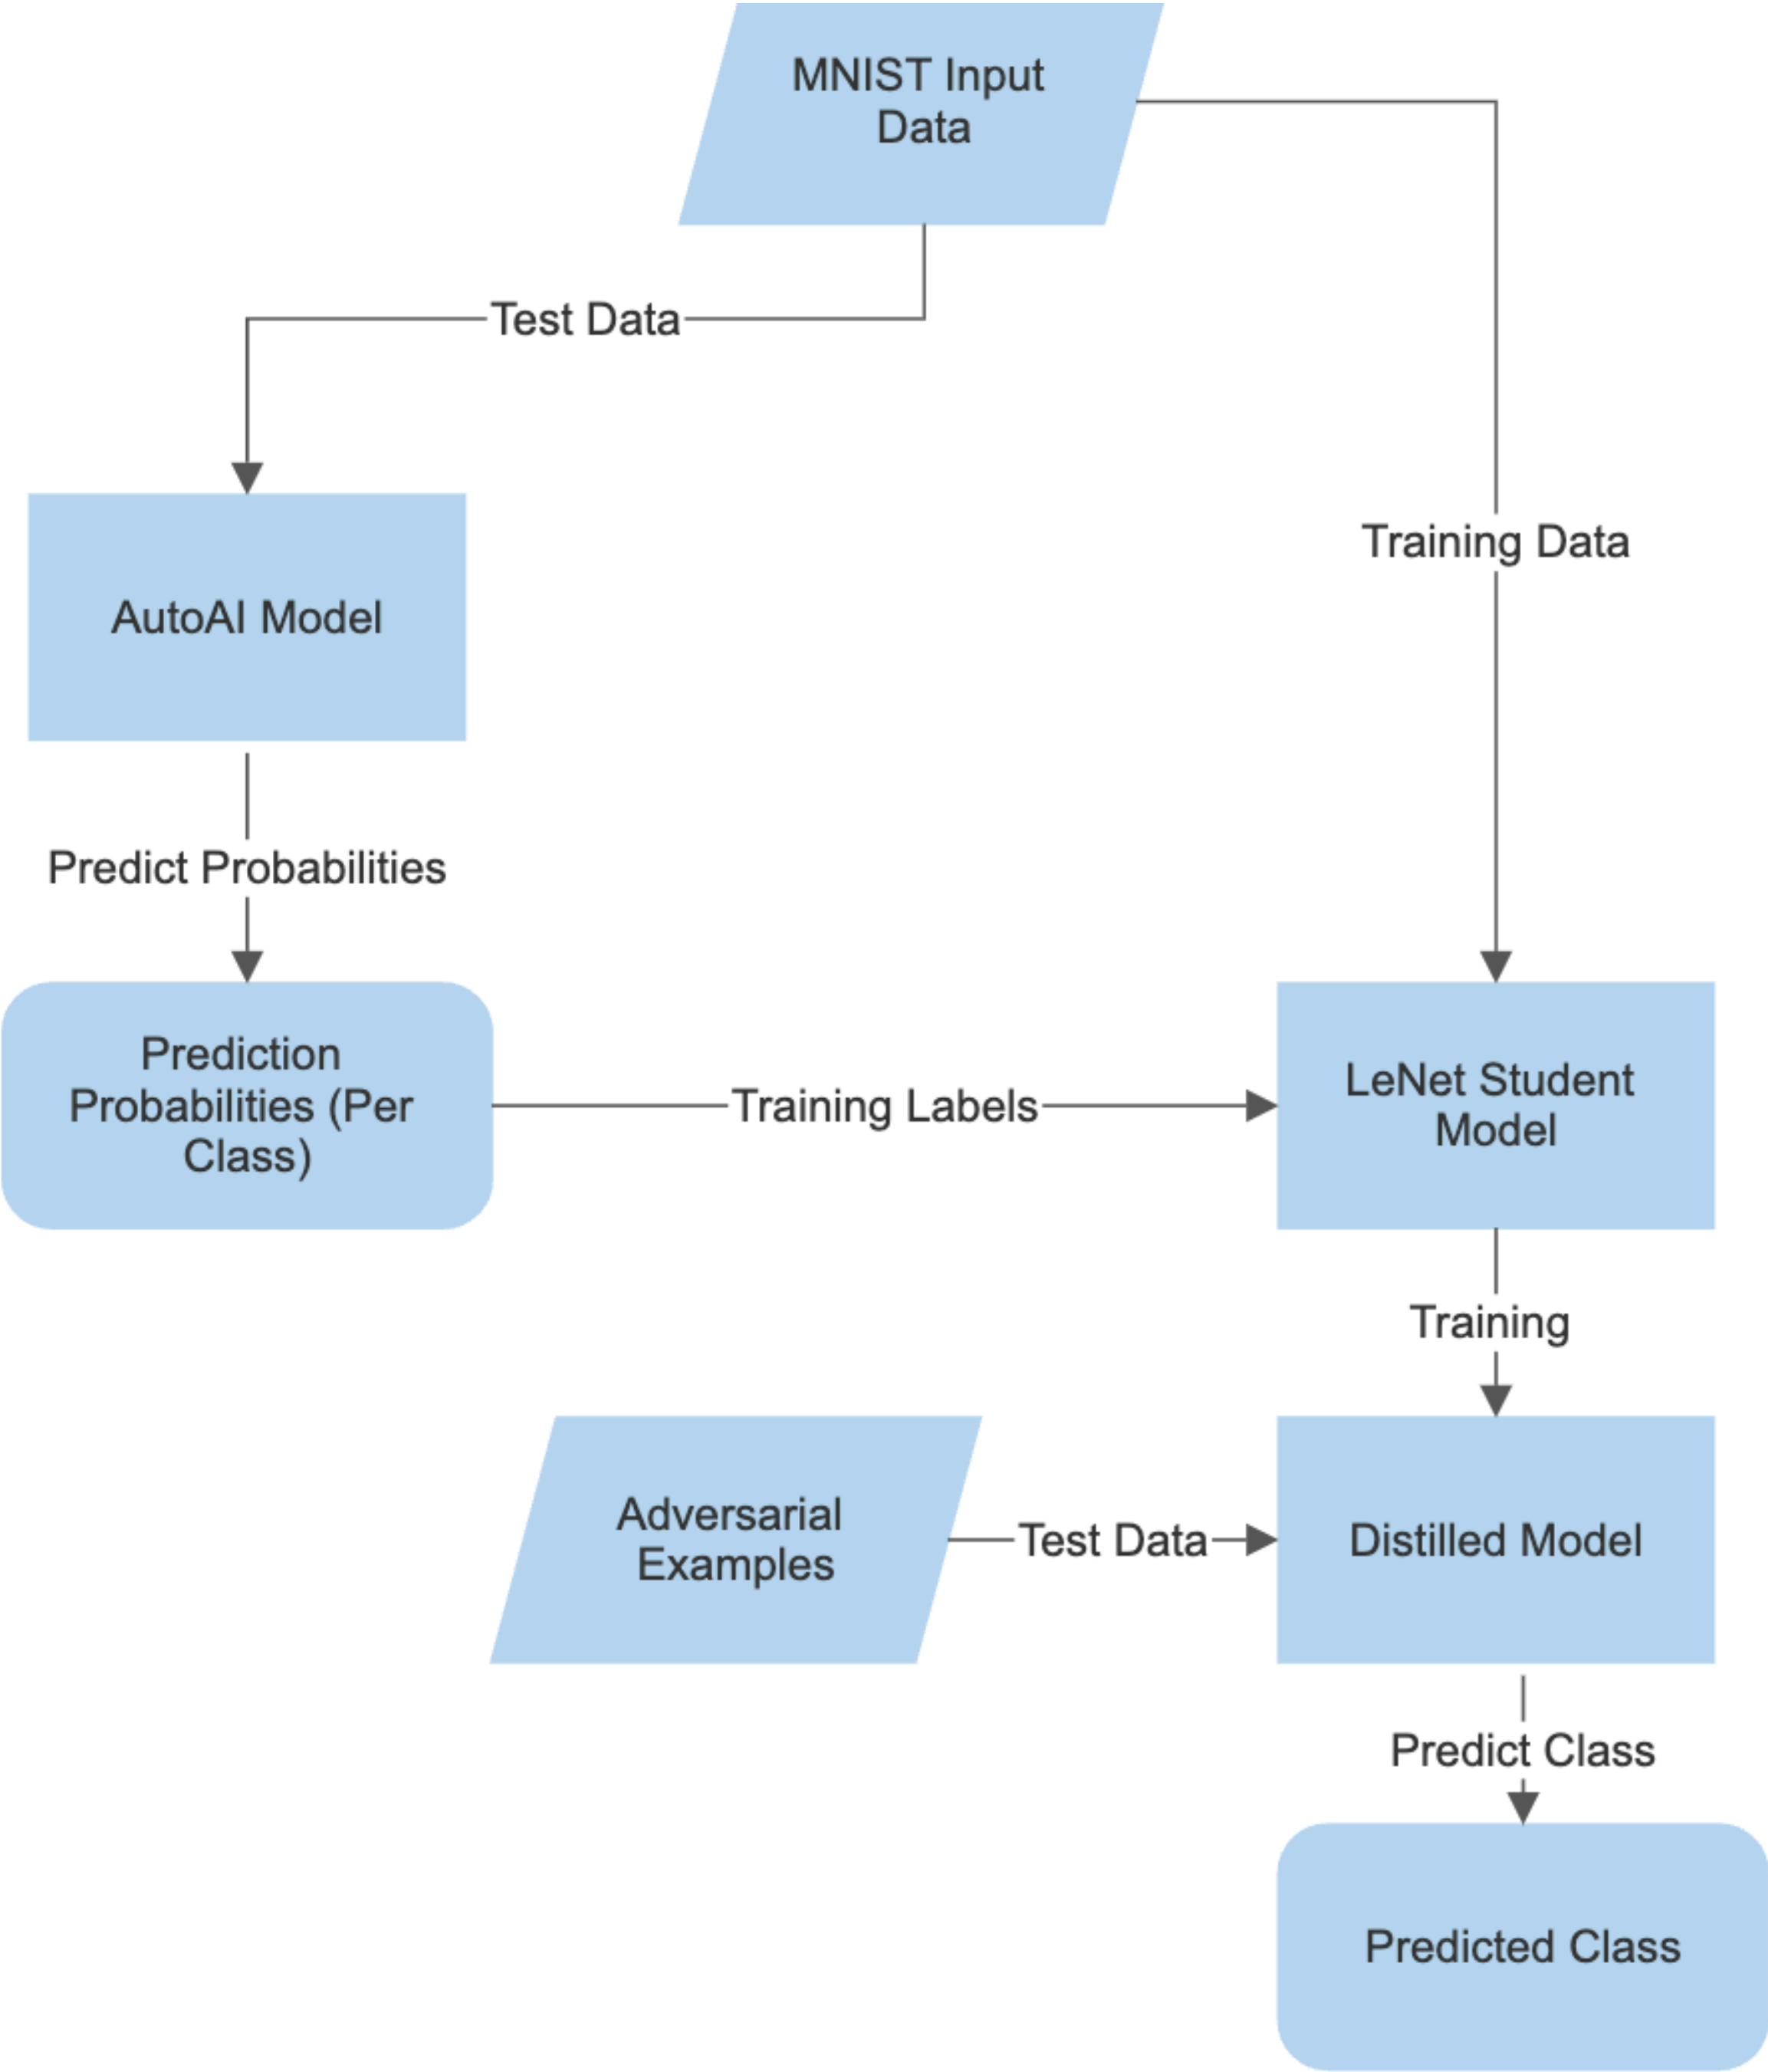 MNIST Input
Data
Test Data
Training Data
AutoAI Model
Predict Probabilities
Prediction
Probabilities (Per
Class)
Training Labels
LeNet Student
Model
Training
Adversarial
Examples
Test Data
Distilled Model
Predict Class
Predicted Class